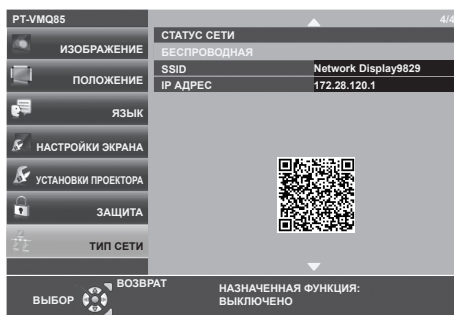 PT-VMQ85
4/4
ИЗОБРАЖЕНИЕ
ПОЛОЖЕНИЕ
ЯЗЫК
НАСТРОЙКИ ЭКРАНА
УСТАНОВКИ ПРОЕКТОРА
ЗАЩИТА
ТИП СЕТИ
СТАТУС СЕТИ
БЕСПРОВОДНАЯ
SSID Network Display9829
IP АДРЕС 172.28.120.1
ВЫБОР
ВОЗВРАТ
НАЗНАЧЕННАЯ ФУНКЦИЯ:
ВЫКЛЮЧЕНО